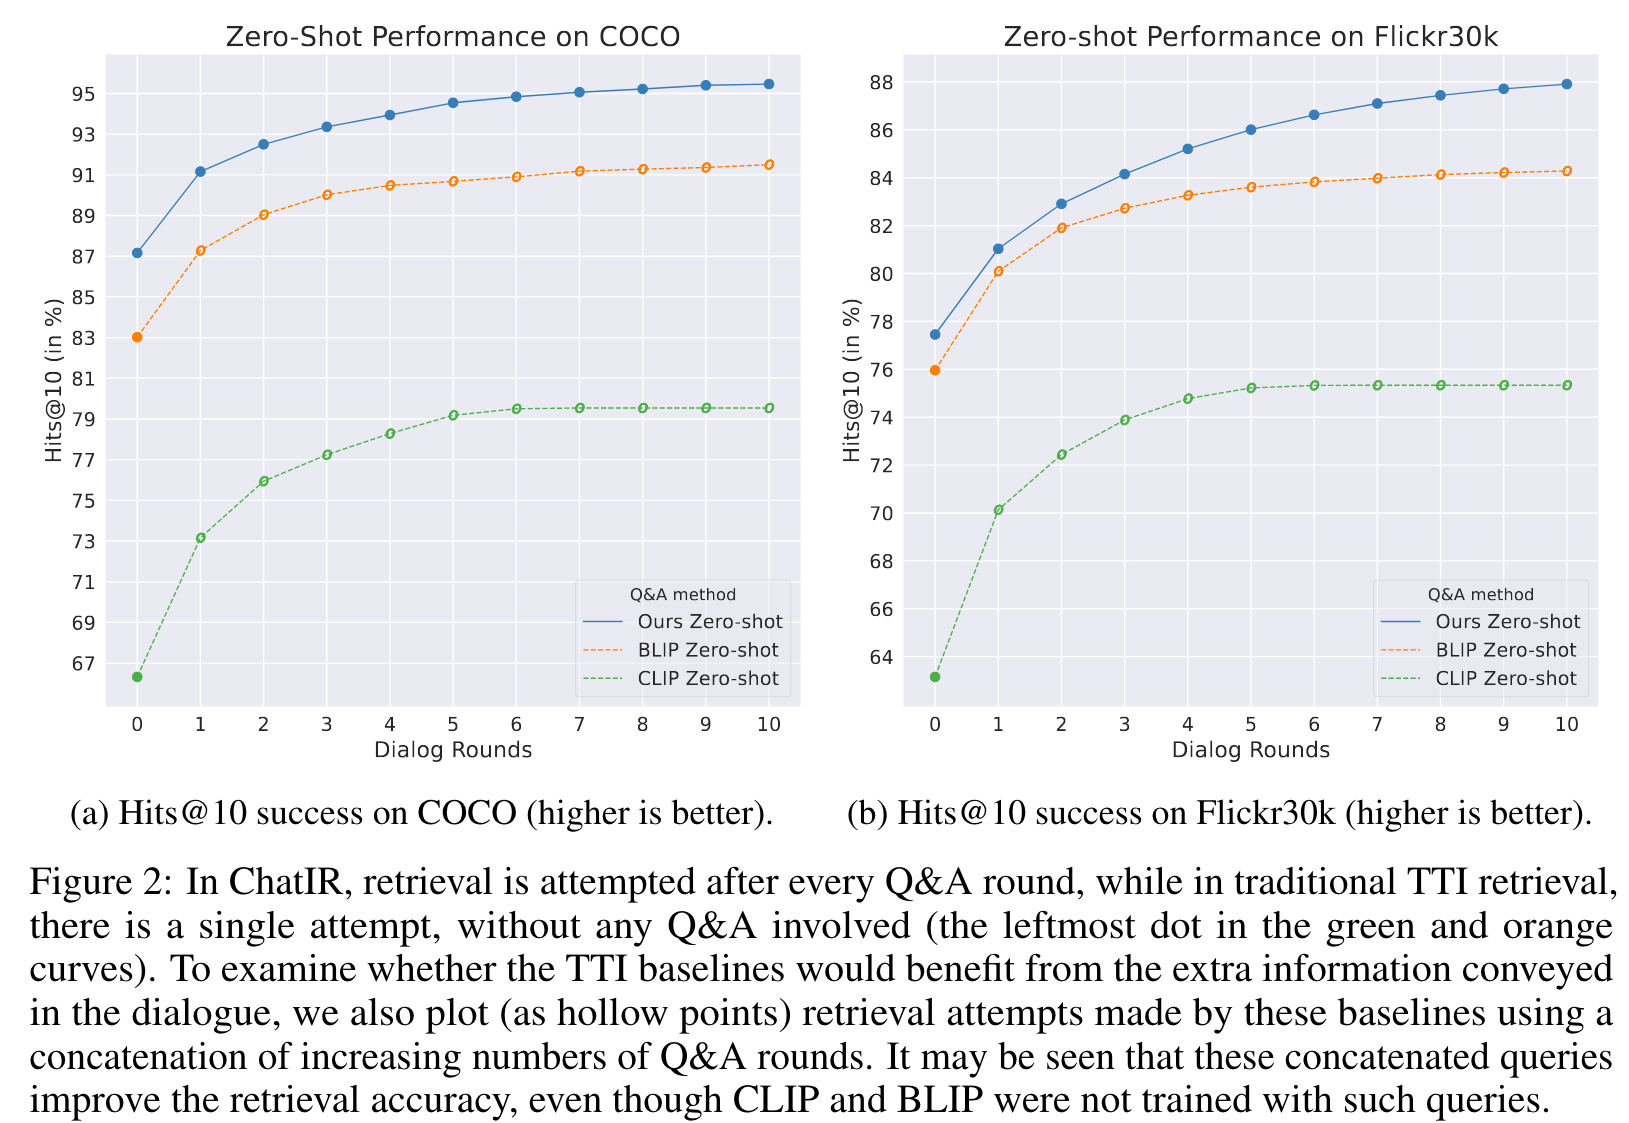 Zero-Shot Performance on COCO
95
93
91
89
87
85
83
81
79
77
75
73
71
69
67
Hits@10 (in %)
0 1 2 3 4 5 6 7 8 9 10
Dialog Rounds
Q&A method
Ours Zero-shot
BLIP Zero-shot
CLIP Zero-shot
(a) Hits@10 success on COCO (higher is better).
Zero-shot Performance on Flickr30k
88
86
84
82
80
78
76
74
72
70
68
66
64
Hits@10 (in %)
0 1 2 3 4 5 6 7 8 9 10
Dialog Rounds
Q&A method
Ours Zero-shot
BLIP Zero-shot
CLIP Zero-shot
(b) Hits@10 success on Flickr30k (higher is better).
Figure 2: In ChatIR, retrieval is attempted after every Q&A round, while in traditional TTI retrieval,
there is a single attempt, without any Q&A involved (the leftmost dot in the green and orange
curves). To examine whether the TTI baselines would benefit from the extra information conveyed
in the dialogue, we also plot (as hollow points) retrieval attempts made by these baselines using a
concatenation of increasing numbers of Q&A rounds. It may be seen that these concatenated queries
improve the retrieval accuracy, even though CLIP and BLIP were not trained with such queries.